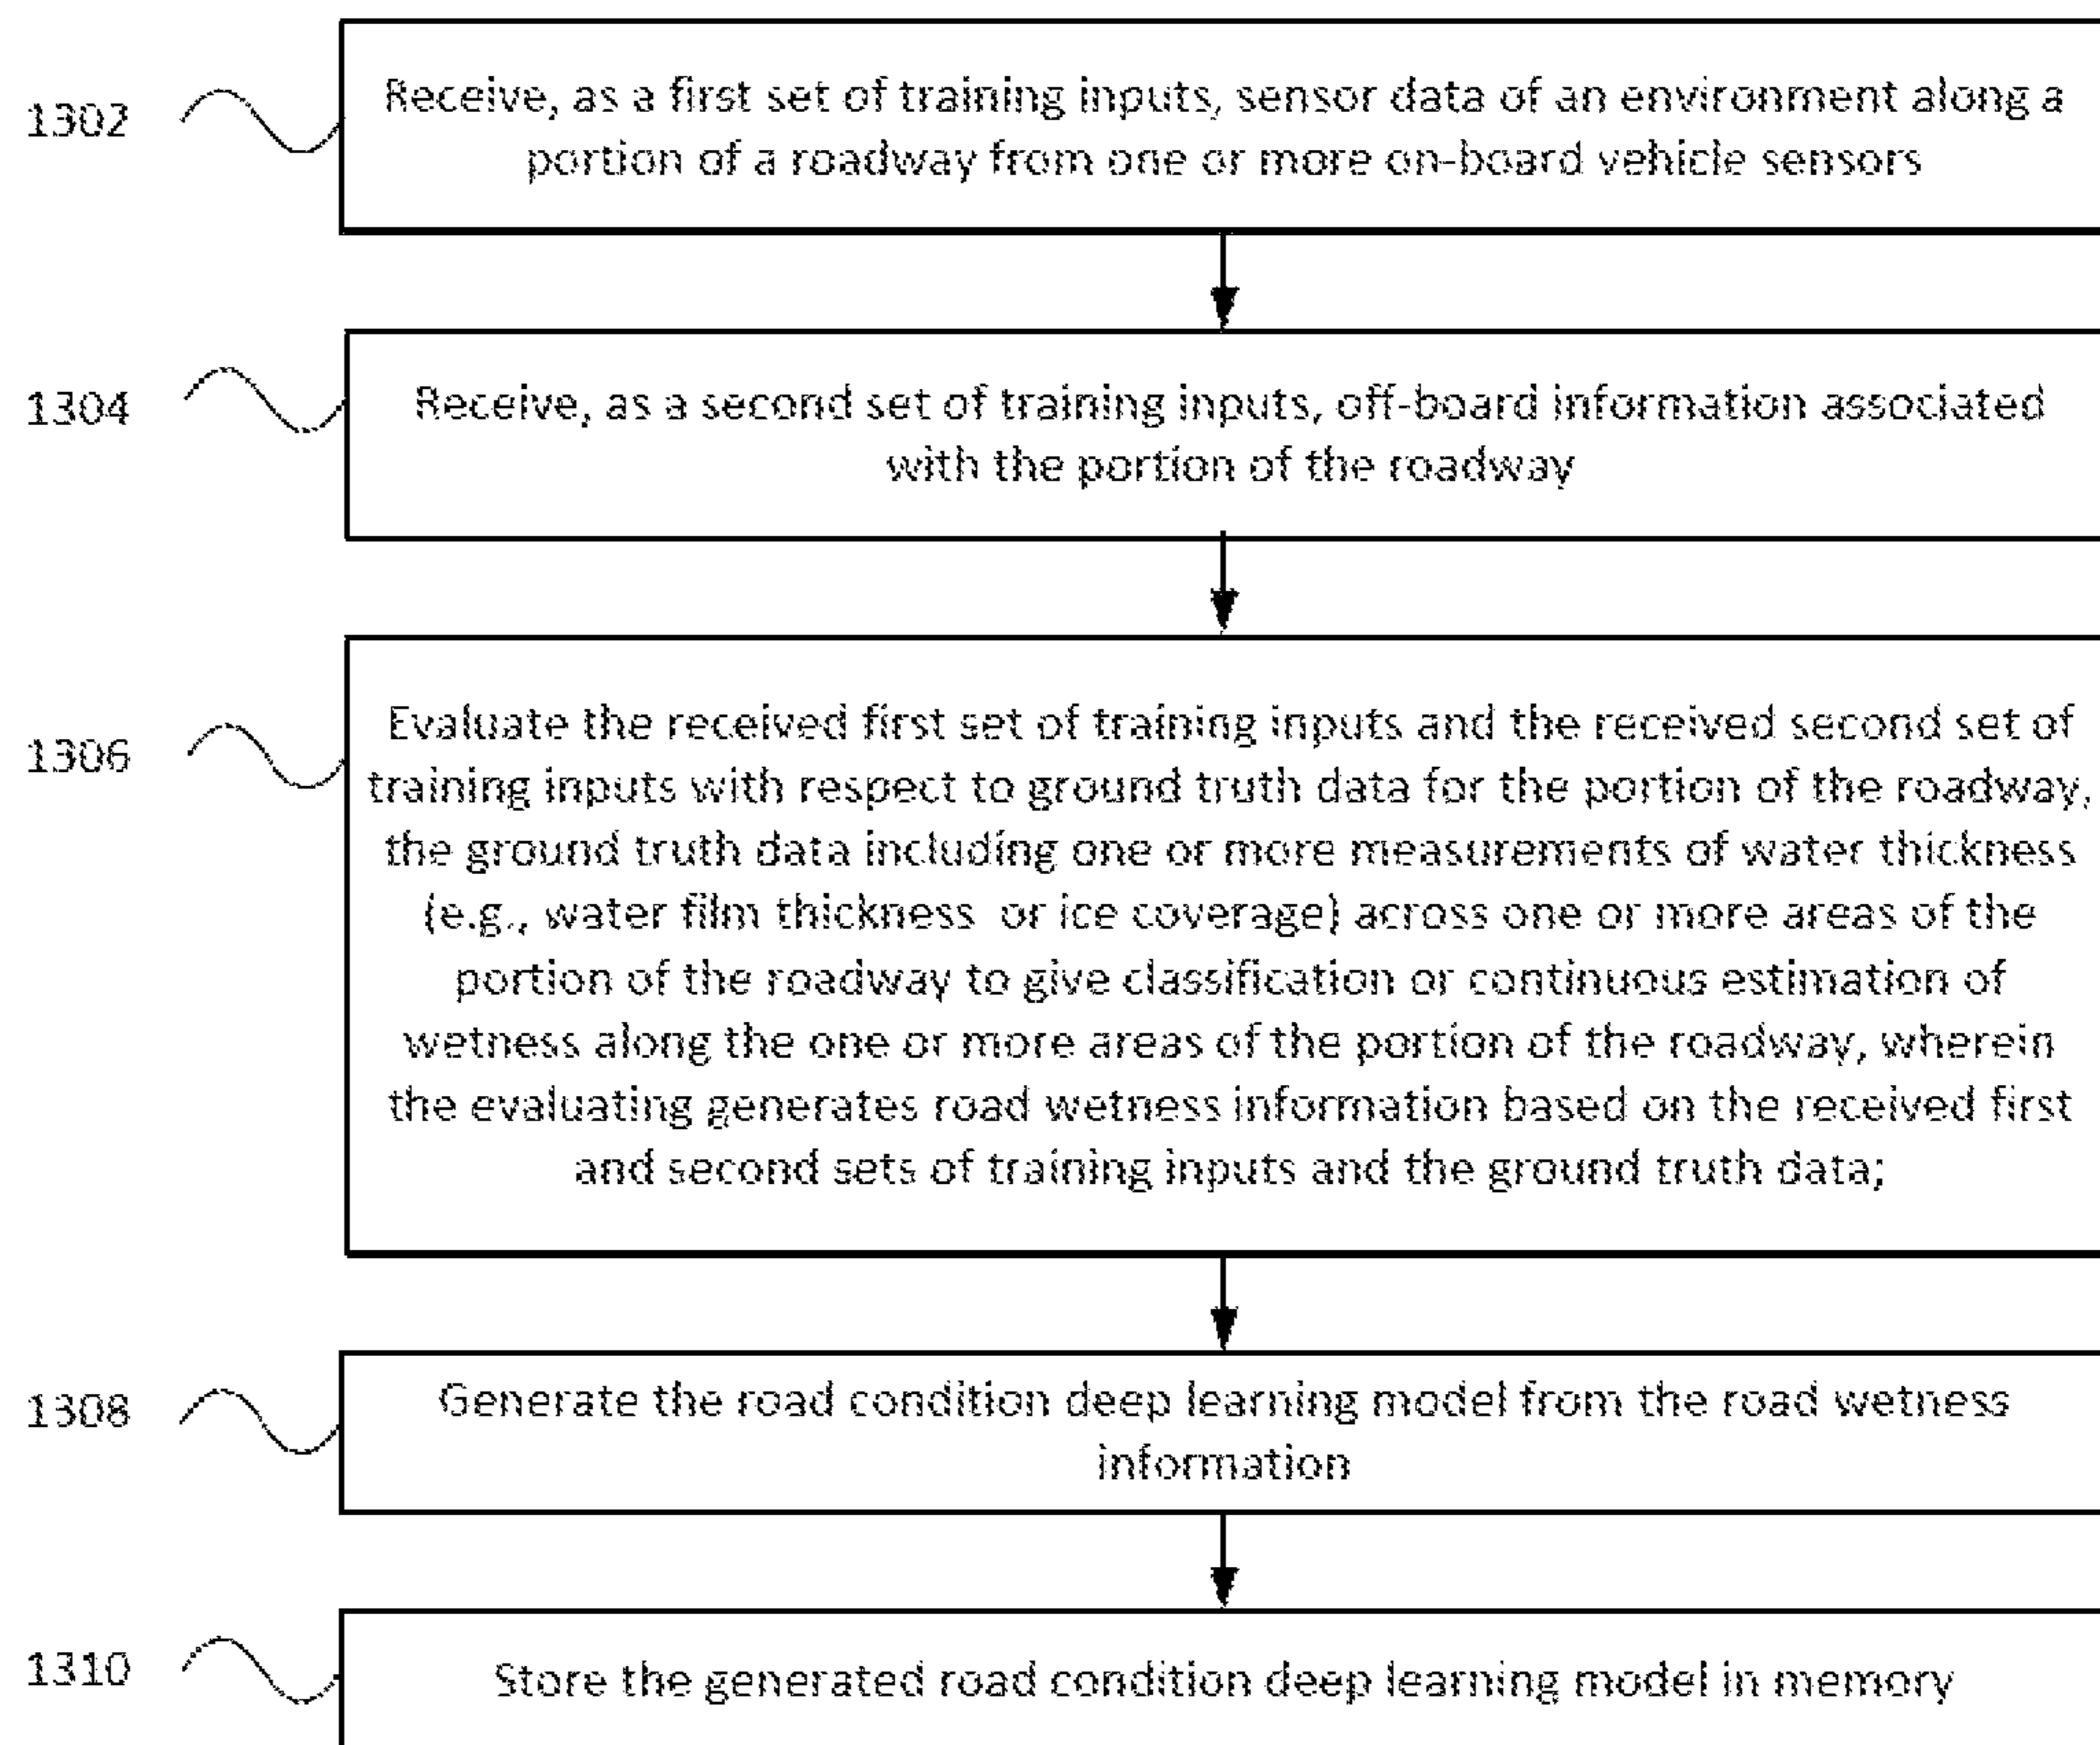 1302
Receive, as a first set of training inputs, sensor data of an environment along a
portion of a roadway from one or more on-board vehicle sensors
1304
Receive, as a second set of training inputs, off-board information associated
with the portion of the roadway
1306
Evaluate the received first set of training inputs and the received second set of
training inputs with respect to ground truth data for the portion of the roadway,
the ground truth data including one or more measurements of water thickness
(e.g., water film thickness or ice coverage) across one or more areas of the
portion of the roadway to give classification or continuous estimation of
wetness along the one or more areas of the portion of the roadway, wherein
the evaluating generates road wetness information based on the received first
and second sets of training inputs and the ground truth data;
1308
Generate the road condition deep learning model from the road wetness
information
1310
Store the generated road condition deep learning model in memory